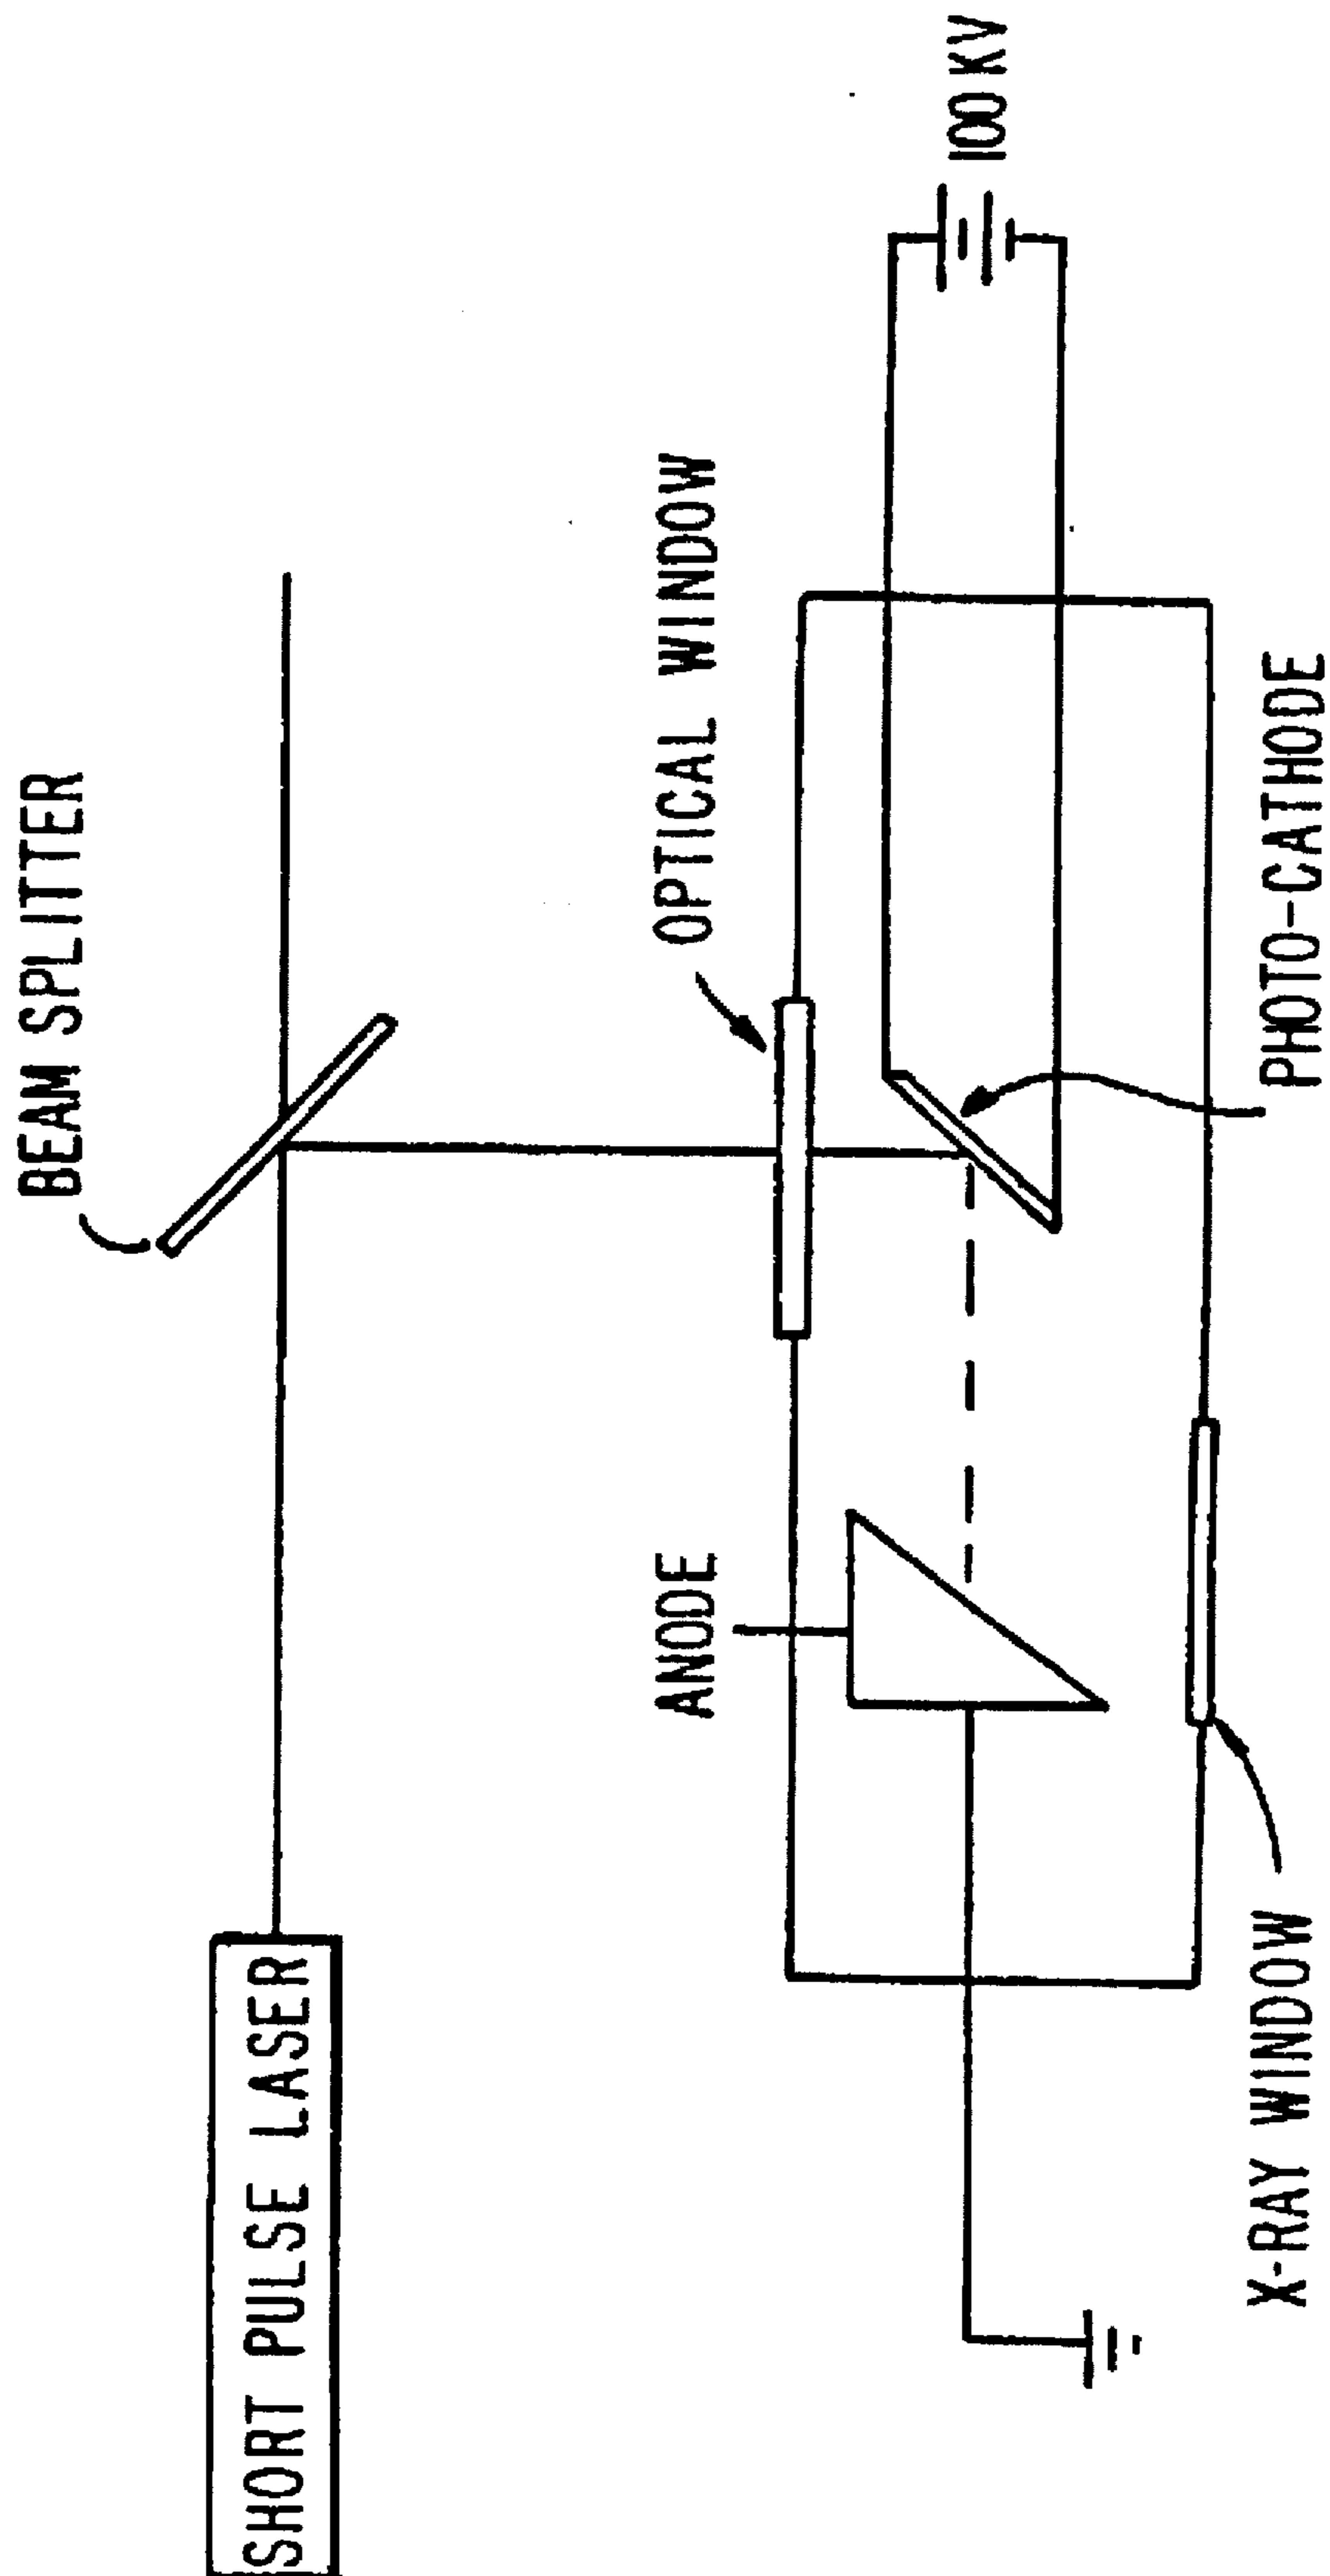 SHORT PULSE LASER
BEAM SPLITTER
ANODE
OPTICAL WINDOW
100 KV
X-RAY WINDOW
PHOTO-CATHODE